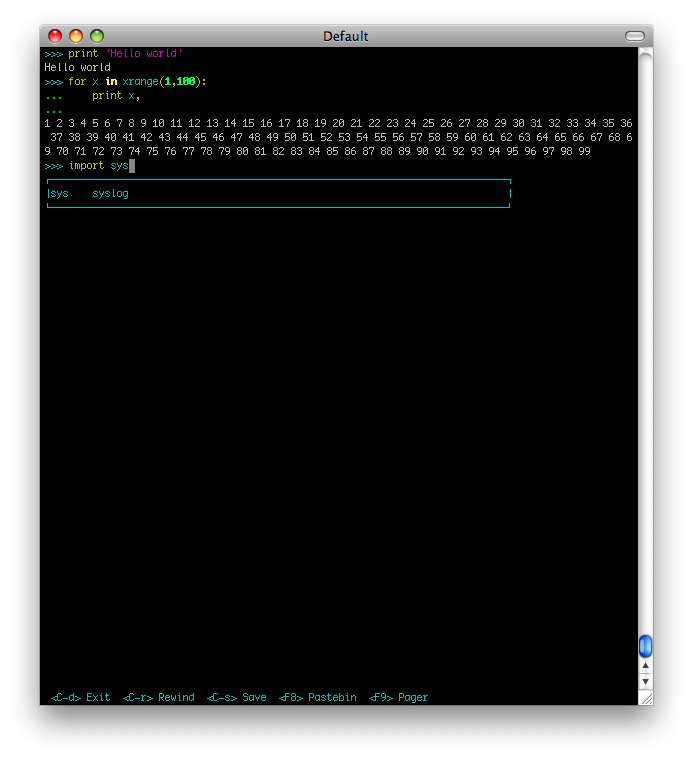 Default
>>> print 'Hello world'
Hello world
>>> for x in xrange(1,100):
...     print x,
...
1 2 3 4 5 6 7 8 9 10 11 12 13 14 15 16 17 18 19 20 21 22 23 24 25 26 27 28 29 30 31 32 33 34 35 36
 37 38 39 40 41 42 43 44 45 46 47 48 49 50 51 52 53 54 55 56 57 58 59 60 61 62 63 64 65 66 67 68 6
9 70 71 72 73 74 75 76 77 78 79 80 81 82 83 84 85 86 87 88 89 90 91 92 93 94 95 96 97 98 99
>>> import sys
sys    syslog
<C-d> Exit  <C-r> Rewind  <C-s> Save  <F8> Pastebin  <F9> Pager